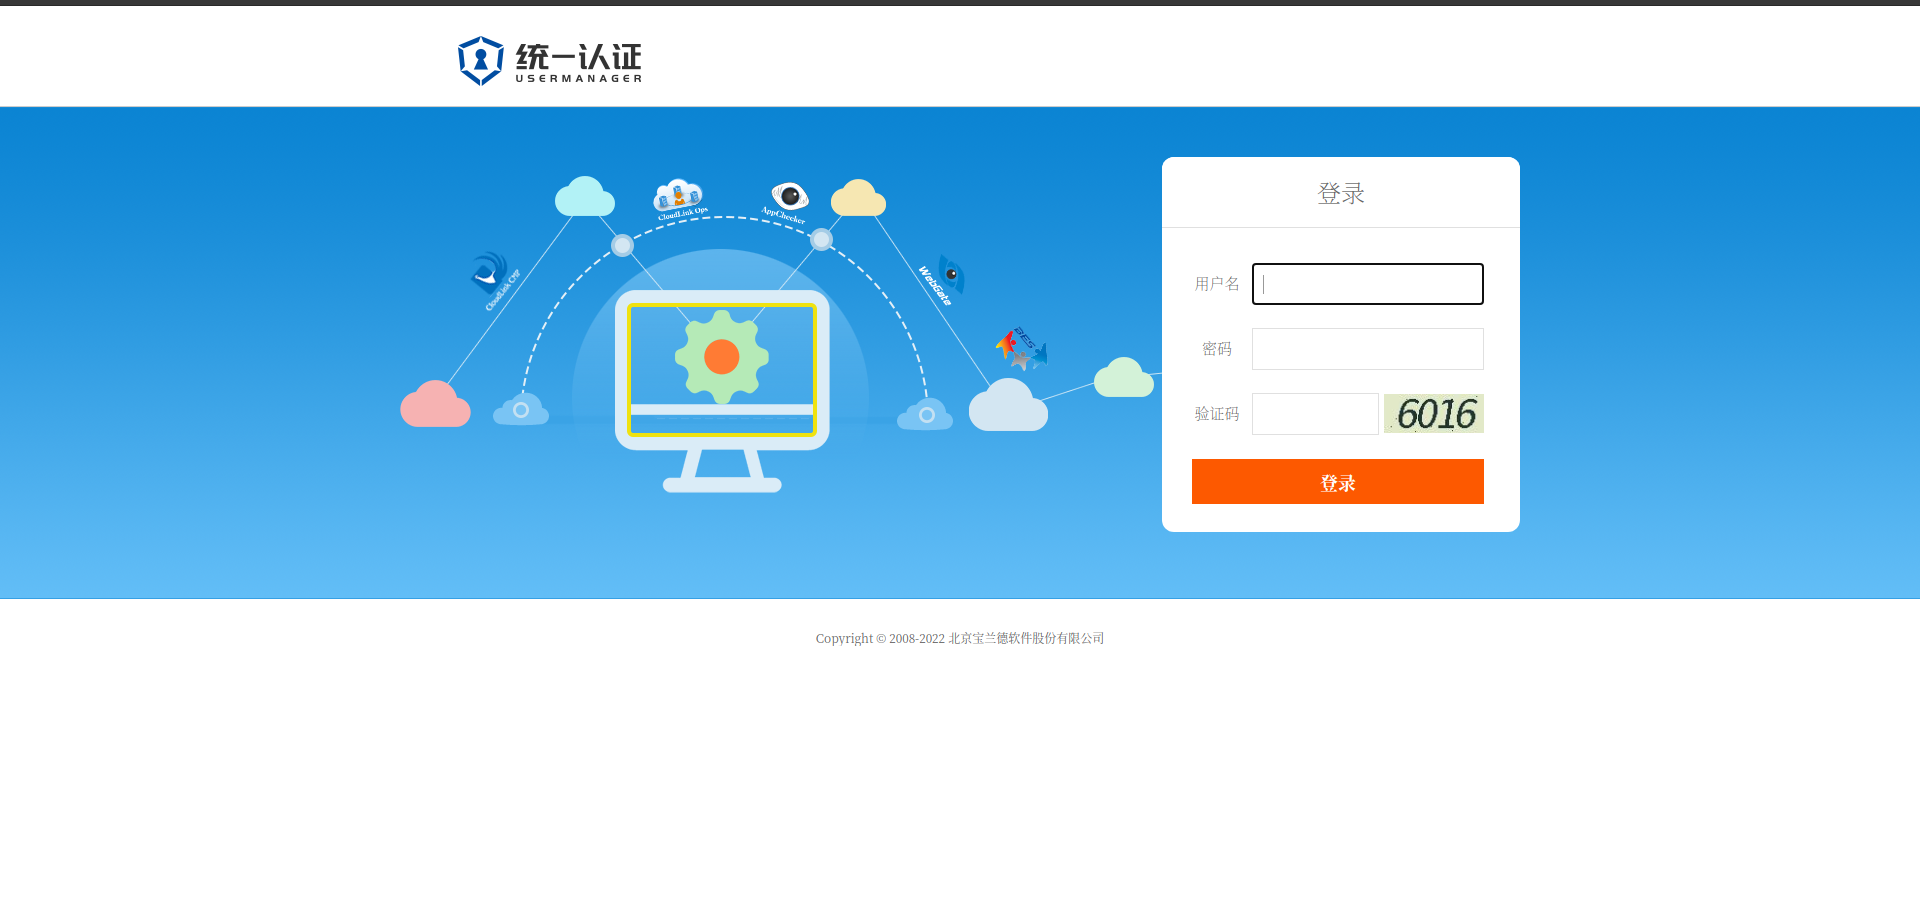 统一认证
USERMANAGER
登录
CloudLink Ops
AppChecker
CloudLink CMP
WebGate
BES
用户名
密码
验证码
6016
登录
Copyright © 2008-2022 北京宝兰德软件股份有限公司